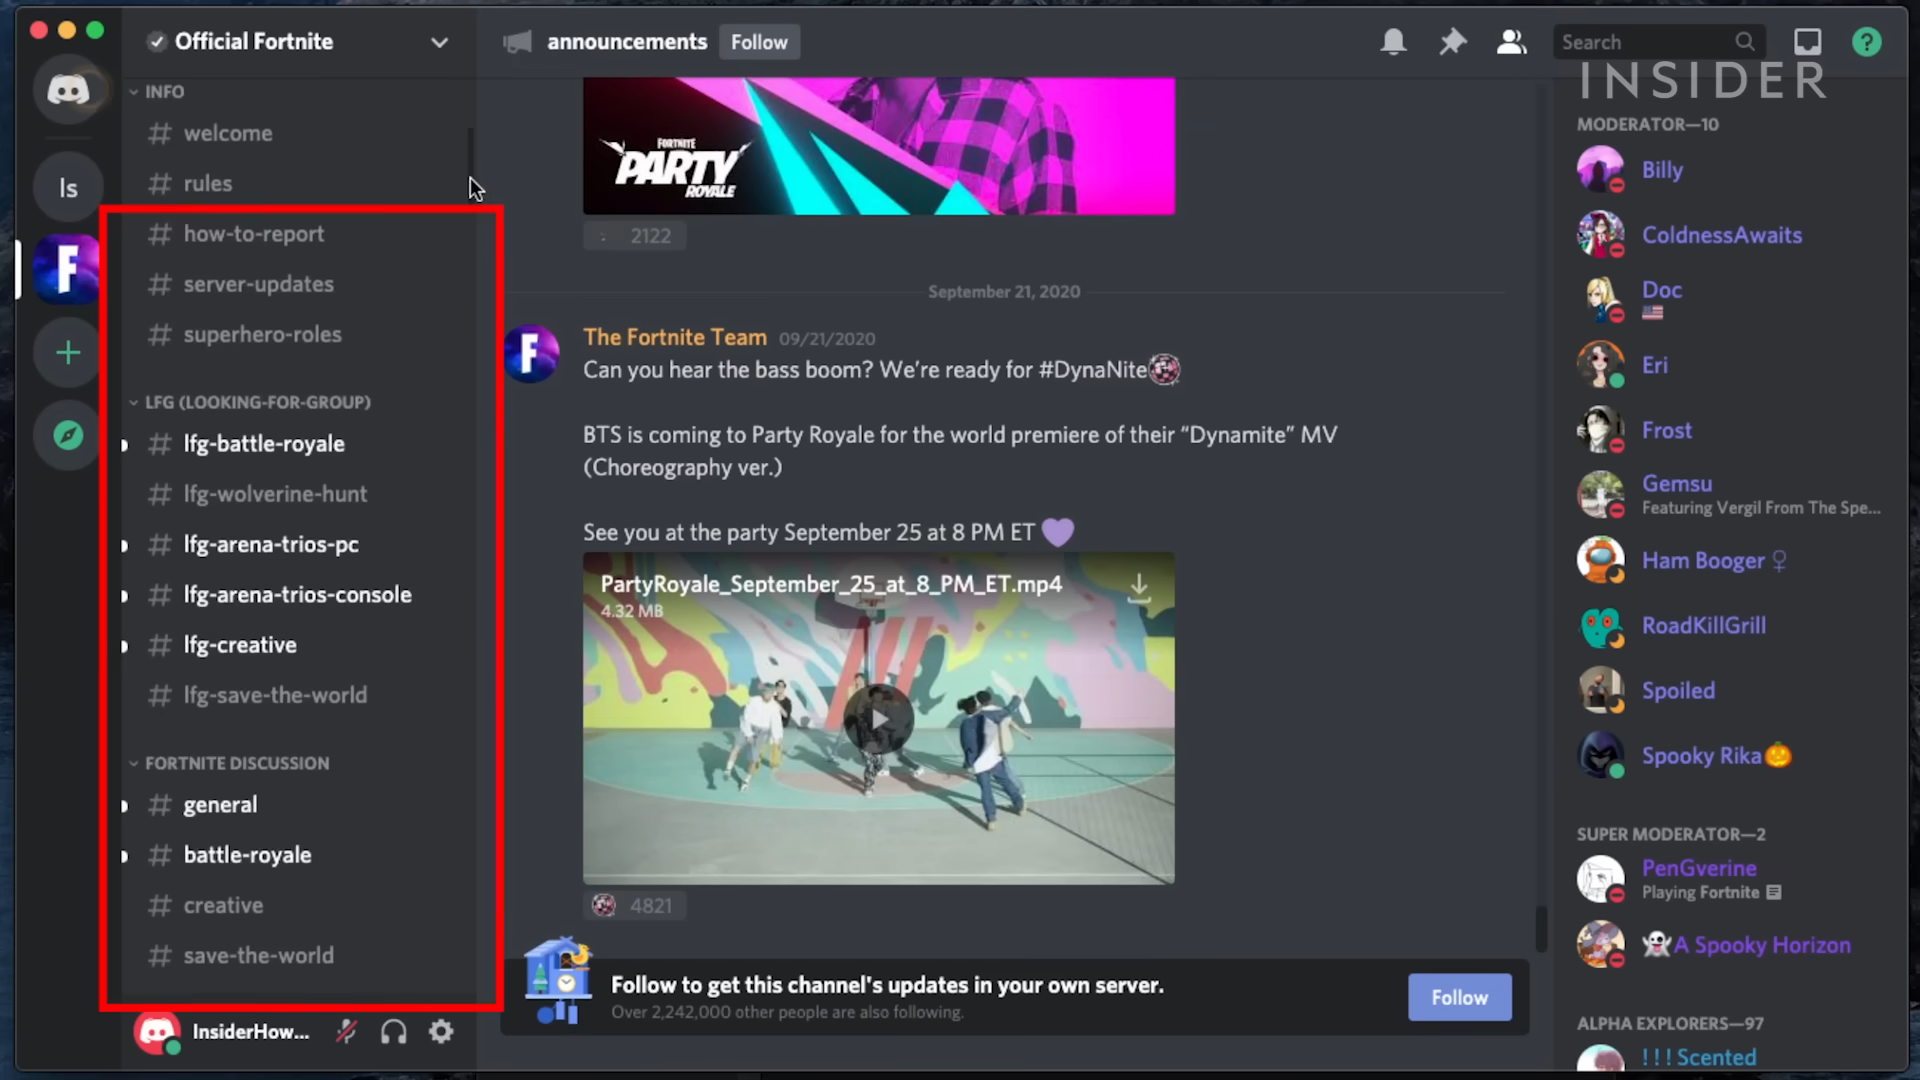 Official Fortnite
INFO
welcome
rules
how-to-report
server-updates
superhero-roles
LFG (LOOKING-FOR-GROUP)
lfg-battle-royale
lfg-wolverine-hunt
lfg-arena-trios-pc
lfg-arena-trios-console
lfg-creative
lfg-save-the-world
FORTNITE DISCUSSION
general
battle-royale
creative
save-the-world
InsiderHow...
ls
F
announcements
Follow
FORTNITE
PARTY
ROYALE
2122
September 21, 2020
F
The Fortnite Team 09/21/2020
Can you hear the bass boom? We're ready for #DynaNite
BTS is coming to Party Royale for the world premiere of their “Dynamite” MV
(Choreography ver.)
See you at the party September 25 at 8 PM ET
PartyRoyale_September_25_at_8_PM_ET.mp4
4.32 MB
4821
Follow to get this channel's updates in your own server.
Over 2,242,000 other people are also following.
Follow
Search
?
INSIDER
MODERATOR—10
Billy
ColdnessAwaits
Doc
Eri
Frost
Gemsu
Featuring Vergil From The Spe...
Ham Booger ♀
RoadKillGrill
Spoiled
Spooky Rika🎃
SUPER MODERATOR—2
PenGverine
Playing Fortnite
👻A Spooky Horizon
ALPHA EXPLORERS—97
!!!Scented